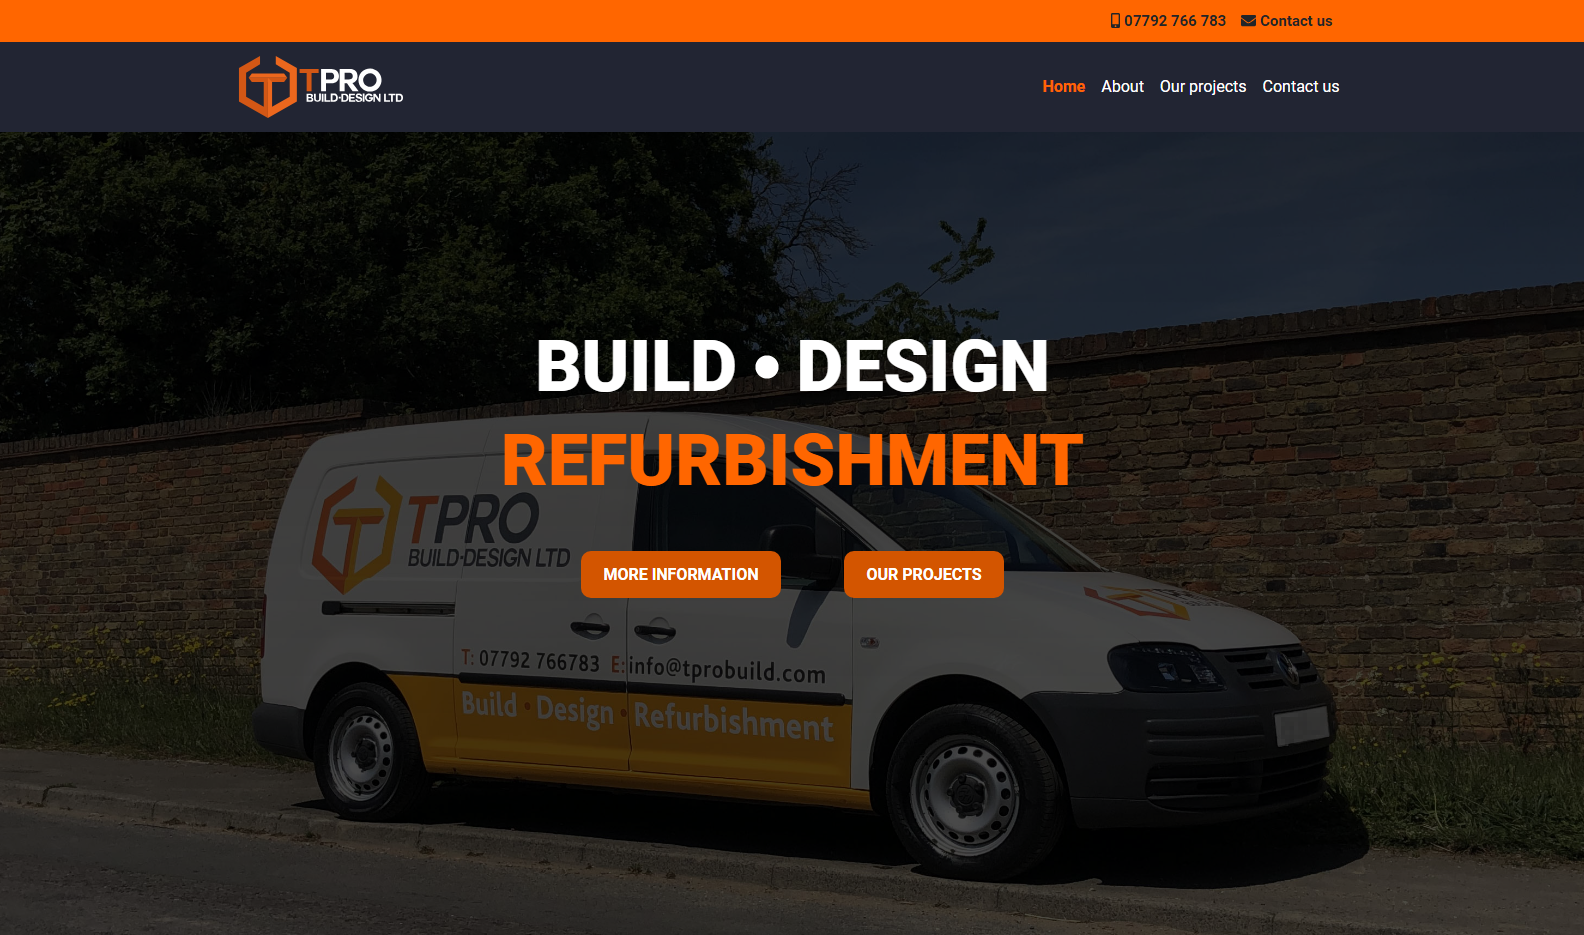 07792 766 783 Contact us
TPRO
BUILD·DESIGN LTD
Home About Our projects Contact us
BUILD • DESIGN
REFURBISHMENT
TPRO
BUILD·DESIGN LTD
MORE INFORMATION OUR PROJECTS
T: 07792 766783 E: info@tprobuild.com
Build • Design • Refurbishment